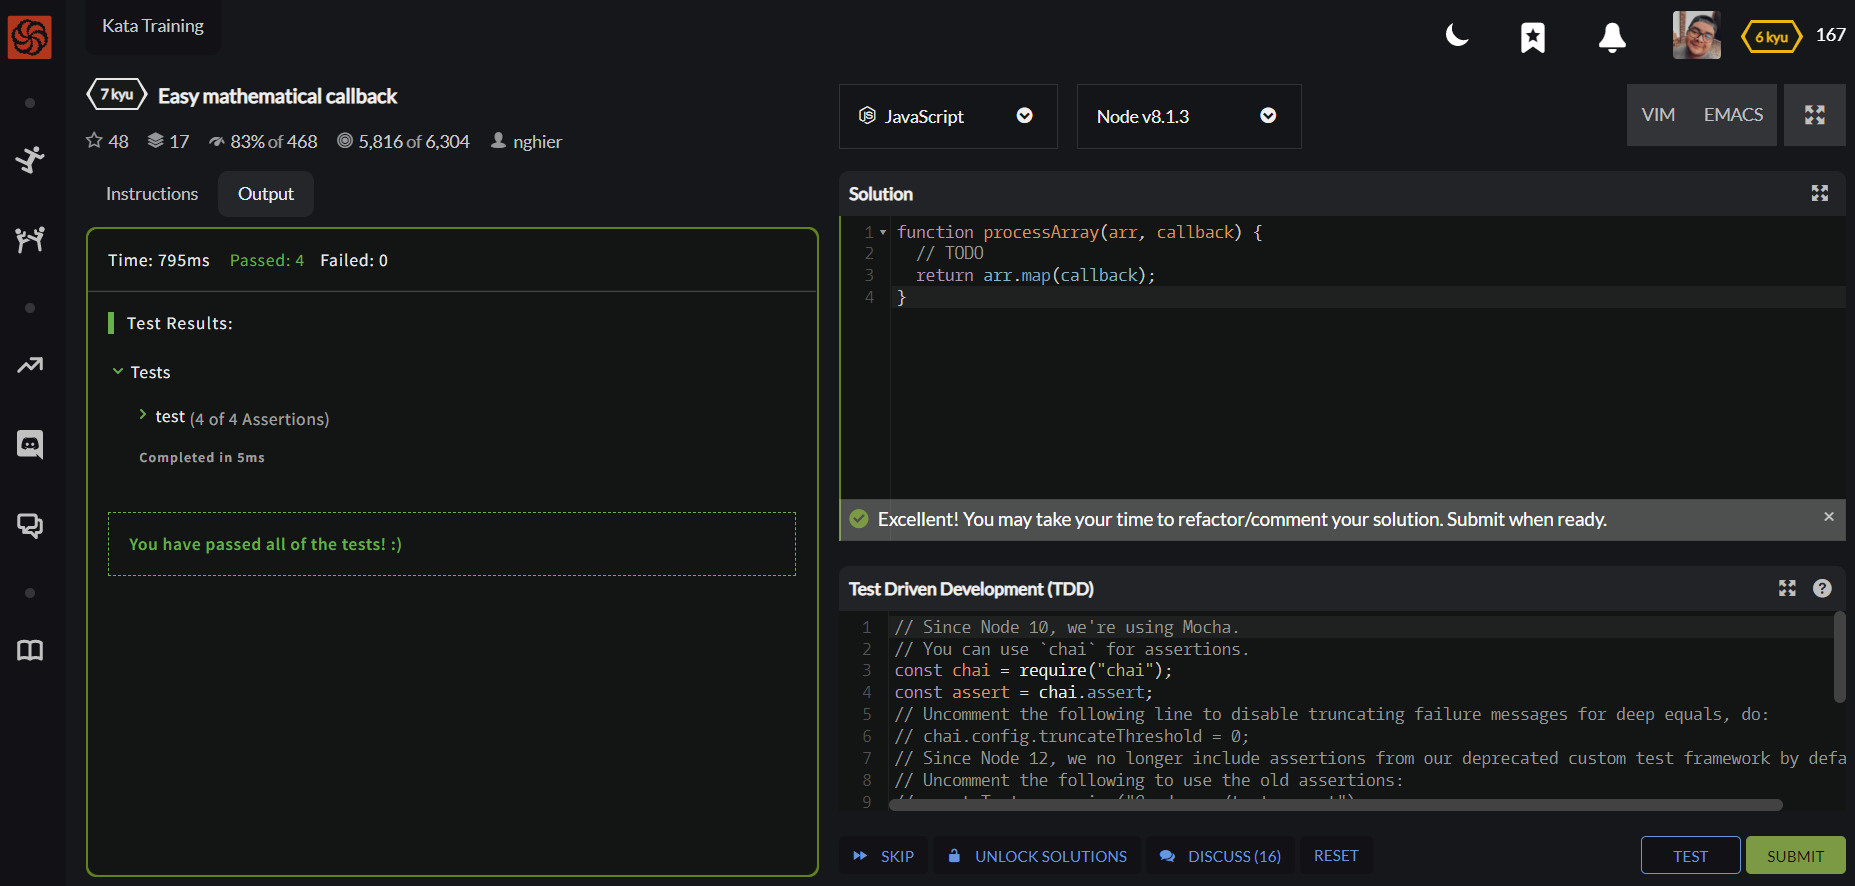 Kata Training
6 kyu 167
7 kyu Easy mathematical callback
48 17 83% of 468 5,816 of 6,304 nghier
JavaScript
Node v8.1.3
VIM EMACS
Instructions Output
Time: 795ms Passed: 4 Failed: 0
Test Results:
Tests
test (4 of 4 Assertions)
Completed in 5ms
You have passed all of the tests! :)
Solution
1 function processArray(arr, callback) {
2 // TODO
3 return arr.map(callback);
4 }
Excellent! You may take your time to refactor/comment your solution. Submit when ready.
Test Driven Development (TDD)
1 // Since Node 10, we're using Mocha.
2 // You can use `chai` for assertions.
3 const chai = require("chai");
4 const assert = chai.assert;
5 // Uncomment the following line to disable truncating failure messages for deep equals, do:
6 // chai.config.truncateThreshold = 0;
7 // Since Node 12, we no longer include assertions from our deprecated custom test framework by defa
8 // Uncomment the following to use the old assertions:
9
SKIP UNLOCK SOLUTIONS DISCUSS (16) RESET
TEST SUBMIT